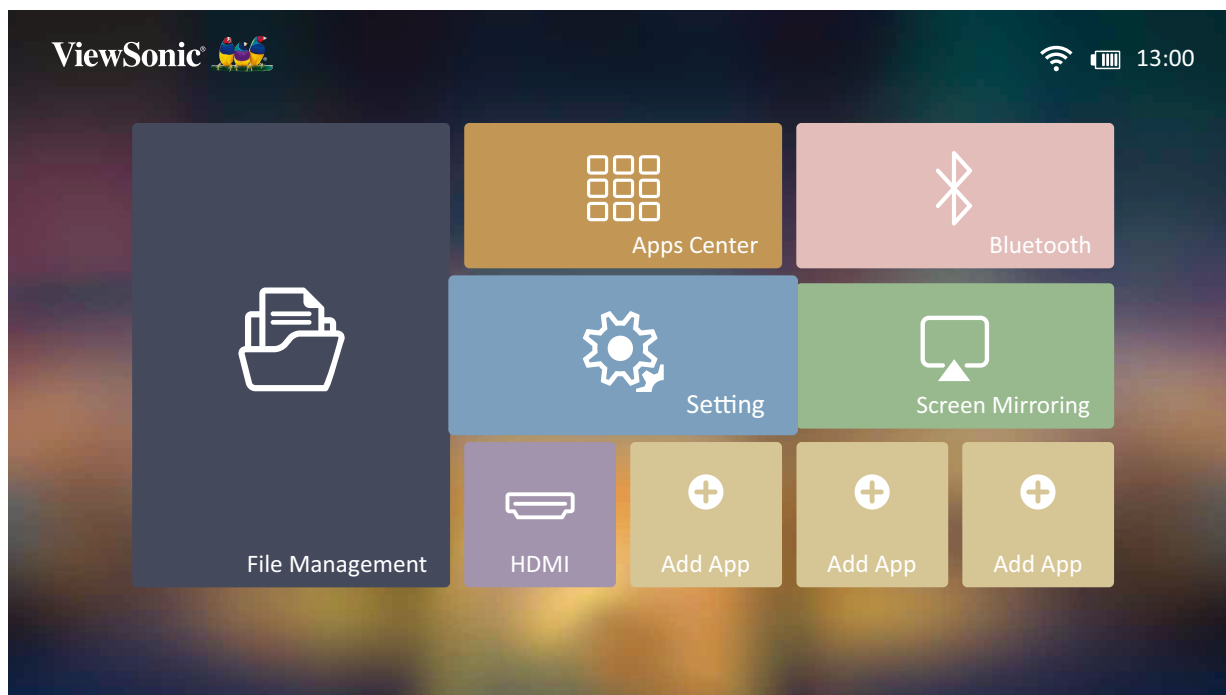 ViewSonic®
13:00
Apps Center
Bluetooth
Setting
Screen Mirroring
File Management
HDMI
Add App
Add App
Add App